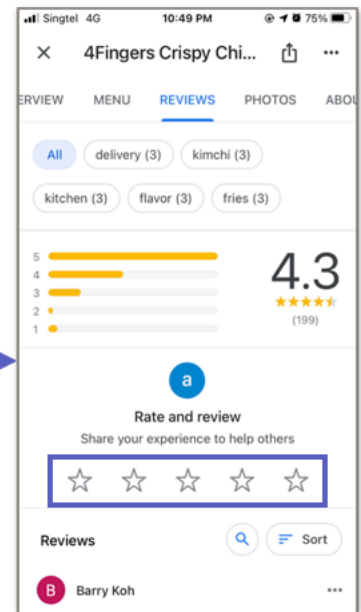 Singtel 4G 10:49 PM 75%
4Fingers Crispy Chi...
ERVIEW MENU REVIEWS PHOTOS ABOU
All delivery (3) kimchi (3)
kitchen (3) flavor (3) fries (3)
5
4
3
2
1
4.3
(199)
a
Rate and review
Share your experience to help others
Reviews Sort
B Barry Koh